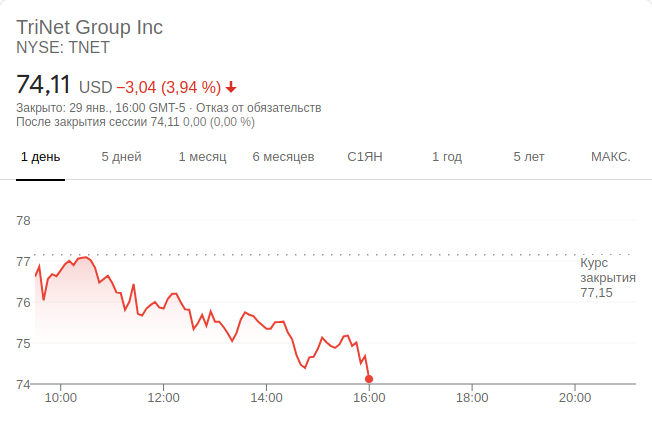 TriNet Group Inc
NYSE: TNET
74,11 USD −3,04 (3,94 %)
Закрыто: 29 янв., 16:00 GMT-5 · Отказ от обязательств
После закрытия сессии 74,11 0,00 (0,00 %)
1 день 5 дней 1 месяц 6 месяцев С1ЯН 1 год 5 лет МАКС.
78
77
76
75
74
Курс
закрытия
77,15
10:00 12:00 14:00 16:00 18:00 20:00